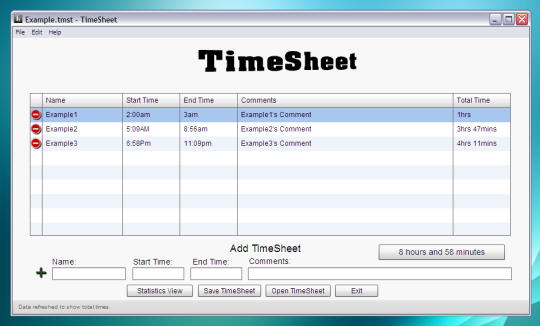 Example.tmst - TimeSheet
File Edit Help
TimeSheet
Name Start Time End Time Comments Total Time
Example1 2:00am 3am Example1's Comment 1hrs
Example2 5:09AM 8:56am Example2's Comment 3hrs 47mins
Example3 6:58Pm 11:09pm Example3's Comment 4hrs 11mins
Add TimeSheet
8 hours and 58 minutes
Name: Start Time: End Time: Comments:
Statistics View Save TimeSheet Open TimeSheet Exit
Data refreshed to show total times